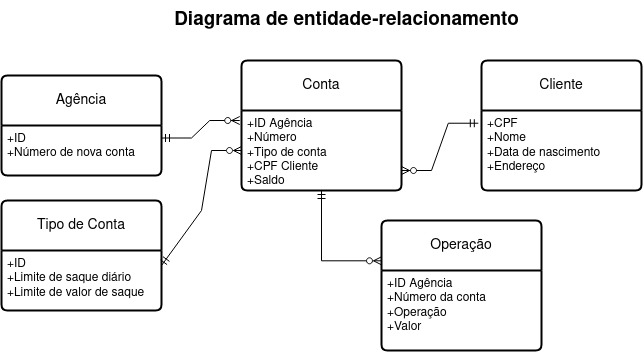 Diagrama de entidade-relacionamento
Agência
+ID
+Número de nova conta
Conta
+ID Agência
+Número
+Tipo de conta
+CPF Cliente
+Saldo
Cliente
+CPF
+Nome
+Data de nascimento
+Endereço
Tipo de Conta
+ID
+Limite de saque diário
+Limite de valor de saque
Operação
+ID Agência
+Número da conta
+Operação
+Valor